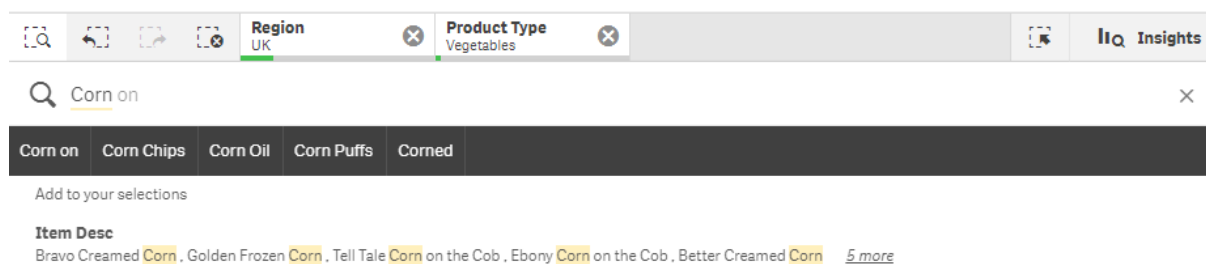 Region
UK
Product Type
Vegetables
Insights
Corn on
Corn on Corn Chips Corn Oil Corn Puffs Corned
Add to your selections
Item Desc
Bravo Creamed Corn , Golden Frozen Corn , Tell Tale Corn on the Cob , Ebony Corn on the Cob , Better Creamed Corn 5 more